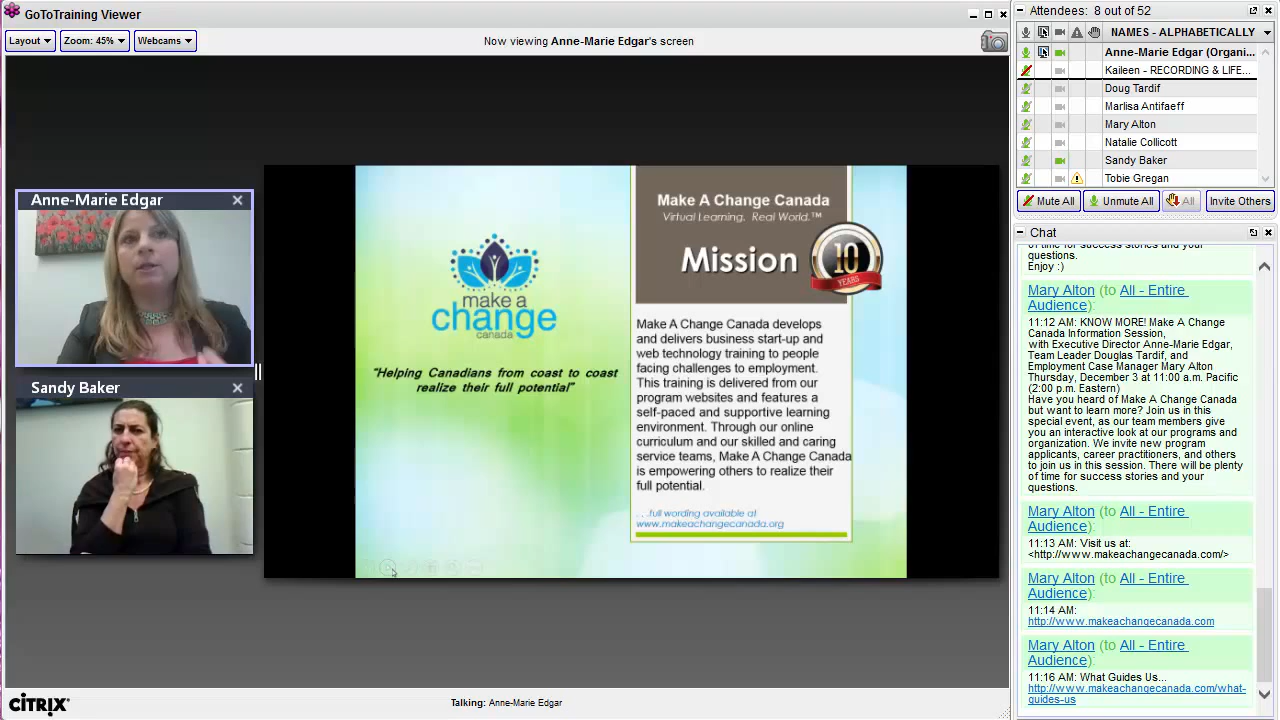 GoToTraining Viewer
Layout
Zoom: 45%
Webcams
Now viewing Anne-Marie Edgar's screen
Anne-Marie Edgar
Sandy Baker
make a
change
canada
"Helping Canadians from coast to coast
realize their full potential"
Make A Change Canada
Virtual Learning. Real World.™
Mission
10
YEARS
Make A Change Canada develops
and delivers business start-up and
web technology training to people
facing challenges to employment.
This training is delivered from our
program websites and features a
self-paced and supportive learning
environment. Through our online
curriculum and our skilled and caring
service teams, Make A Change Canada
is empowering others to realize their
full potential.
. . .full wording available at
www.makeachangecanada.org
CITRIX®
Talking: Anne-Marie Edgar
Attendees: 8 out of 52
NAMES - ALPHABETICALLY
Anne-Marie Edgar (Organi...
Kaileen - RECORDING & LIFE...
Doug Tardif
Marlisa Antifaeff
Mary Alton
Natalie Collicott
Sandy Baker
Tobie Gregan
Mute All
Unmute All
All
Invite Others
Chat
of time for success stories and your
questions.
Enjoy :)
Mary Alton (to All - Entire
Audience):
11:12 AM: KNOW MORE! Make A Change
Canada Information Session,
with Executive Director Anne-Marie Edgar,
Team Leader Douglas Tardif, and
Employment Case Manager Mary Alton
Thursday, December 3 at 11:00 a.m. Pacific
(2:00 p.m. Eastern)
Have you heard of Make A Change Canada
but want to learn more? Join us in this
special event, as our team members give
you an interactive look at our programs and
organization. We invite new program
applicants, career practitioners, and others
to join us in this session. There will be plenty
of time for success stories and your
questions.
Mary Alton (to All - Entire
Audience):
11:13 AM: Visit us at:
<http://www.makeachangecanada.com/>
Mary Alton (to All - Entire
Audience):
11:14 AM:
http://www.makeachangecanada.com
Mary Alton (to All - Entire
Audience):
11:16 AM: What Guides Us...
http://www.makeachangecanada.com/what-
guides-us